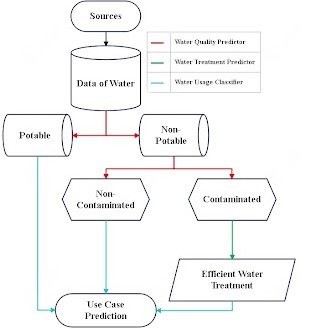 Sources
Water Quality Predictor
Water Treatment Predictor
Water Usage Classifier
Data of Water
Potable
Non-
Potable
Non-
Contaminated
Contaminated
Efficient Water
Treatment
Use Case
Prediction